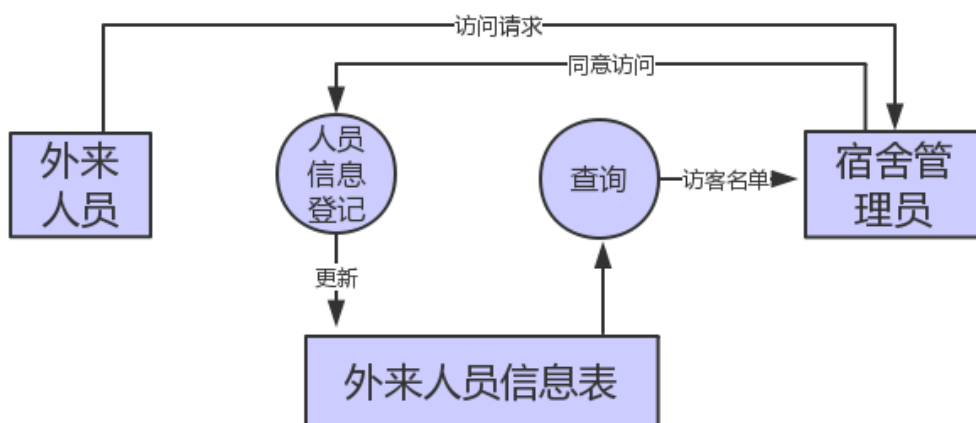 访问请求
同意访问
外来
人员
人员
信息
登记
查询
访客名单
宿舍管
理员
更新
外来人员信息表